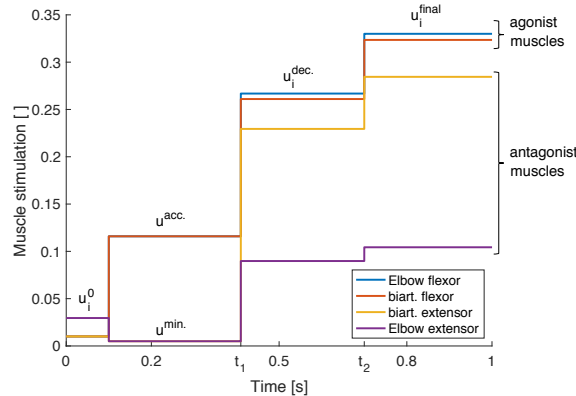 u_i^final
agonist
muscles
0.35
0.3
0.25
0.2
0.15
0.1
0.05
0
Muscle stimulation [ ]
u_i^dec.
u^acc.
u_i^0
u^min.
antagonist
muscles
Elbow flexor
biart. flexor
biart. extensor
Elbow extensor
0 0.2 t_1 0.5 t_2 0.8 1
Time [s]